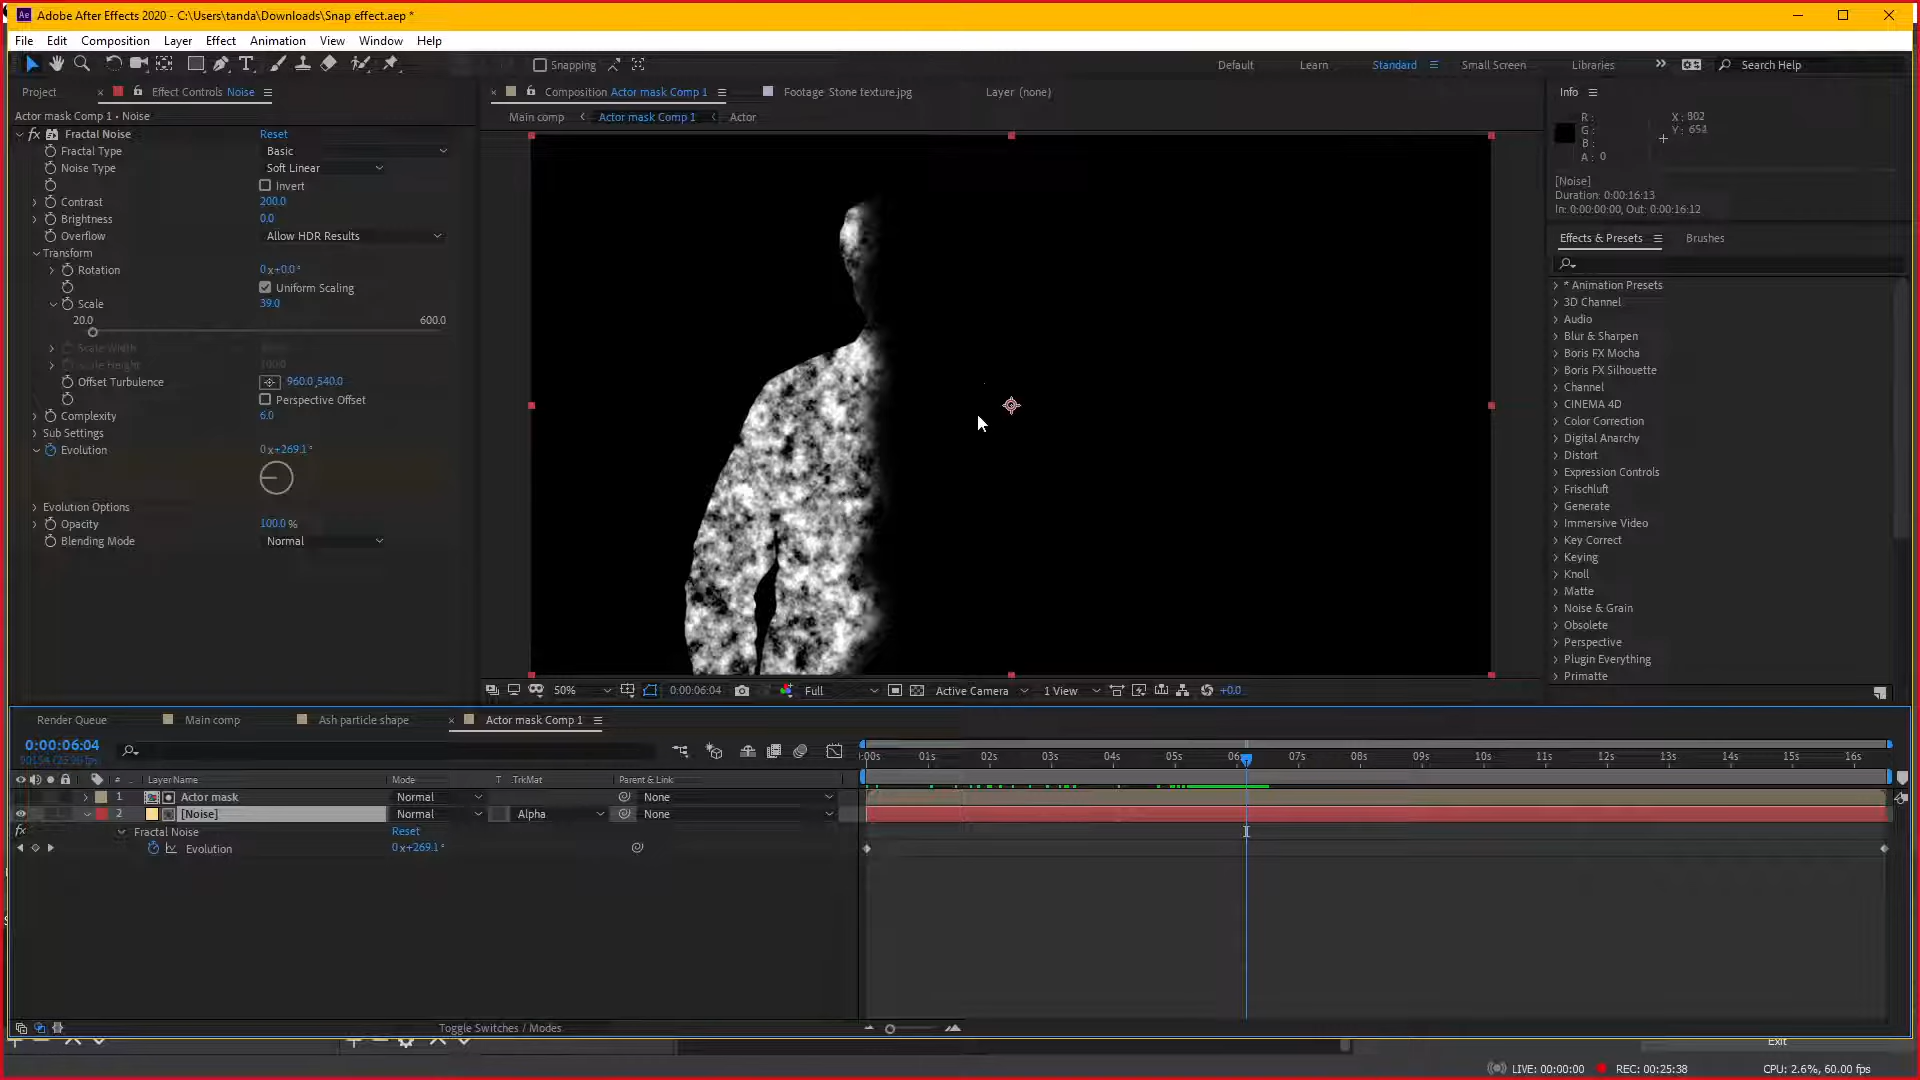 Adobe After Effects 2020 - C:\Users\tanda\Downloads\Snap effect.aep *
File Edit Composition Layer Effect Animation View Window Help
Snapping Default Learn Standard Small Screen Libraries Search Help
Project Effect Controls Noise Composition Actor mask Comp 1 Footage Stone texture.jpg Layer (none) Info
Actor mask Comp 1 • Noise Main comp Actor mask Comp 1 Actor
R: X: 802
G: Y: 654
B:
A: 0
fx Fractal Noise Reset
Fractal Type Basic
Noise Type Soft Linear
Invert
Contrast 200.0
Brightness 0.0
Overflow Allow HDR Results
Transform
Rotation 0x+0.0°
Uniform Scaling
Scale 39.0
20.0 600.0
Scale Width
Scale Height 100.0
Offset Turbulence 960.0,540.0
Perspective Offset
Complexity 6.0
Sub Settings
Evolution 0x+269.1°
Evolution Options
Opacity 100.0 %
Blending Mode Normal
[Noise]
Duration: 0:00:16:13
In: 0:00:00:00, Out: 0:00:16:12
Effects & Presets Brushes
* Animation Presets
3D Channel
Audio
Blur & Sharpen
Boris FX Mocha
Boris FX Silhouette
Channel
CINEMA 4D
Color Correction
Digital Anarchy
Distort
Expression Controls
Frischluft
Generate
Immersive Video
Key Correct
Keying
Knoll
Matte
Noise & Grain
Obsolete
Perspective
Plugin Everything
Primatte
50% 0:00:06:04 Full Active Camera 1 View +0.0
Render Queue Main comp Ash particle shape Actor mask Comp 1
0:00:06:04
:00s 01s 02s 03s 04s 05s 06s 07s 08s 09s 10s 11s 12s 13s 14s 15s 16s
# Layer Name Mode T TrkMat Parent & Link
1 Actor mask Normal None
2 [Noise] Normal Alpha None
fx Fractal Noise Reset
Evolution 0x+269.1°
Toggle Switches / Modes
Exit
LIVE: 00:00:00 REC: 00:25:38 CPU: 2.6%, 60.00 fps